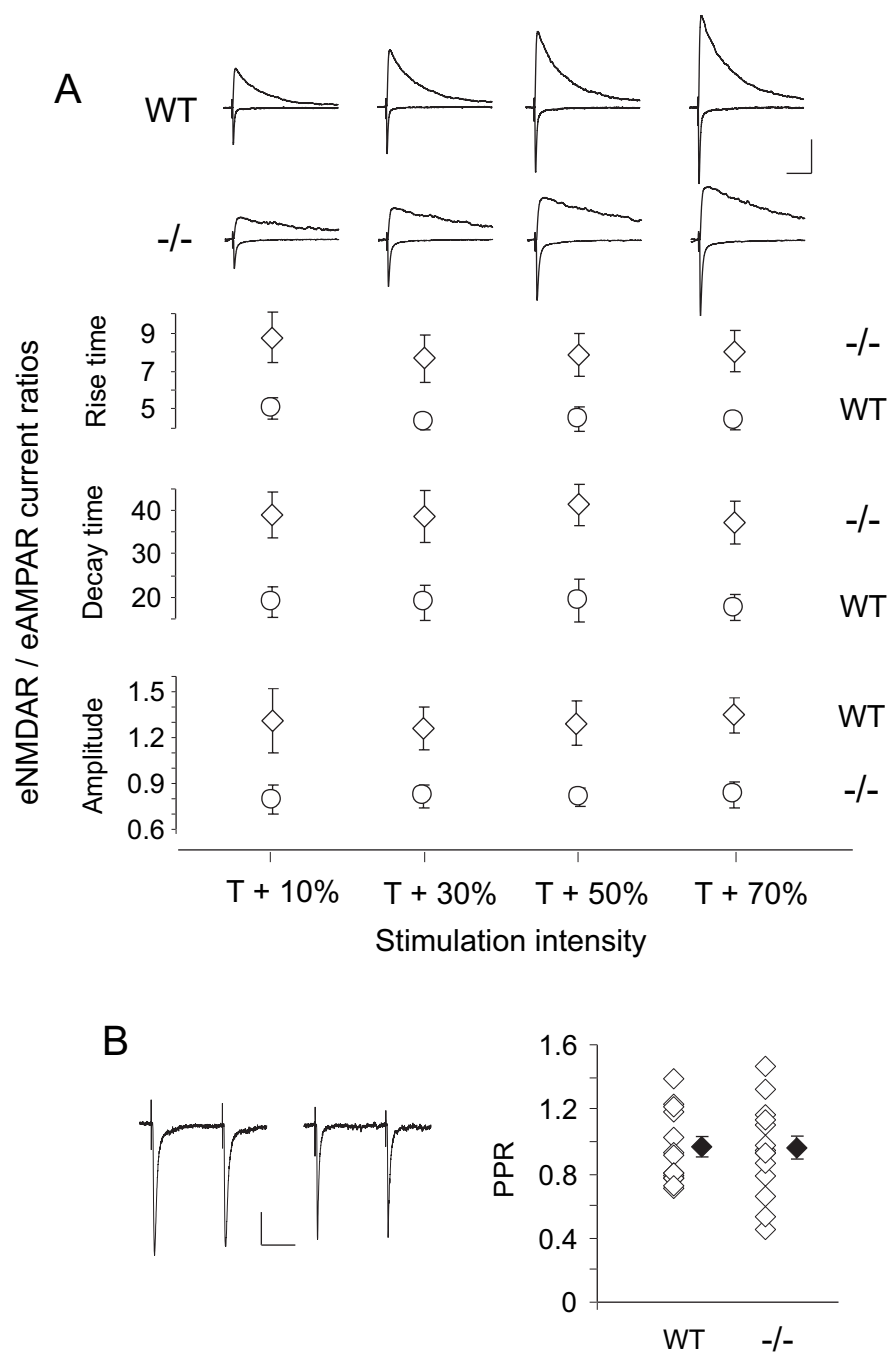 A
WT
-/-
eNMDAR / eAMPAR current ratios
Rise time
9
7
5
-/-
WT
Decay time
40
30
20
-/-
WT
Amplitude
1.5
1.2
0.9
0.6
WT
-/-
T + 10% T + 30% T + 50% T + 70%
Stimulation intensity
B
PPR
1.6
1.2
0.8
0.4
0
WT -/-